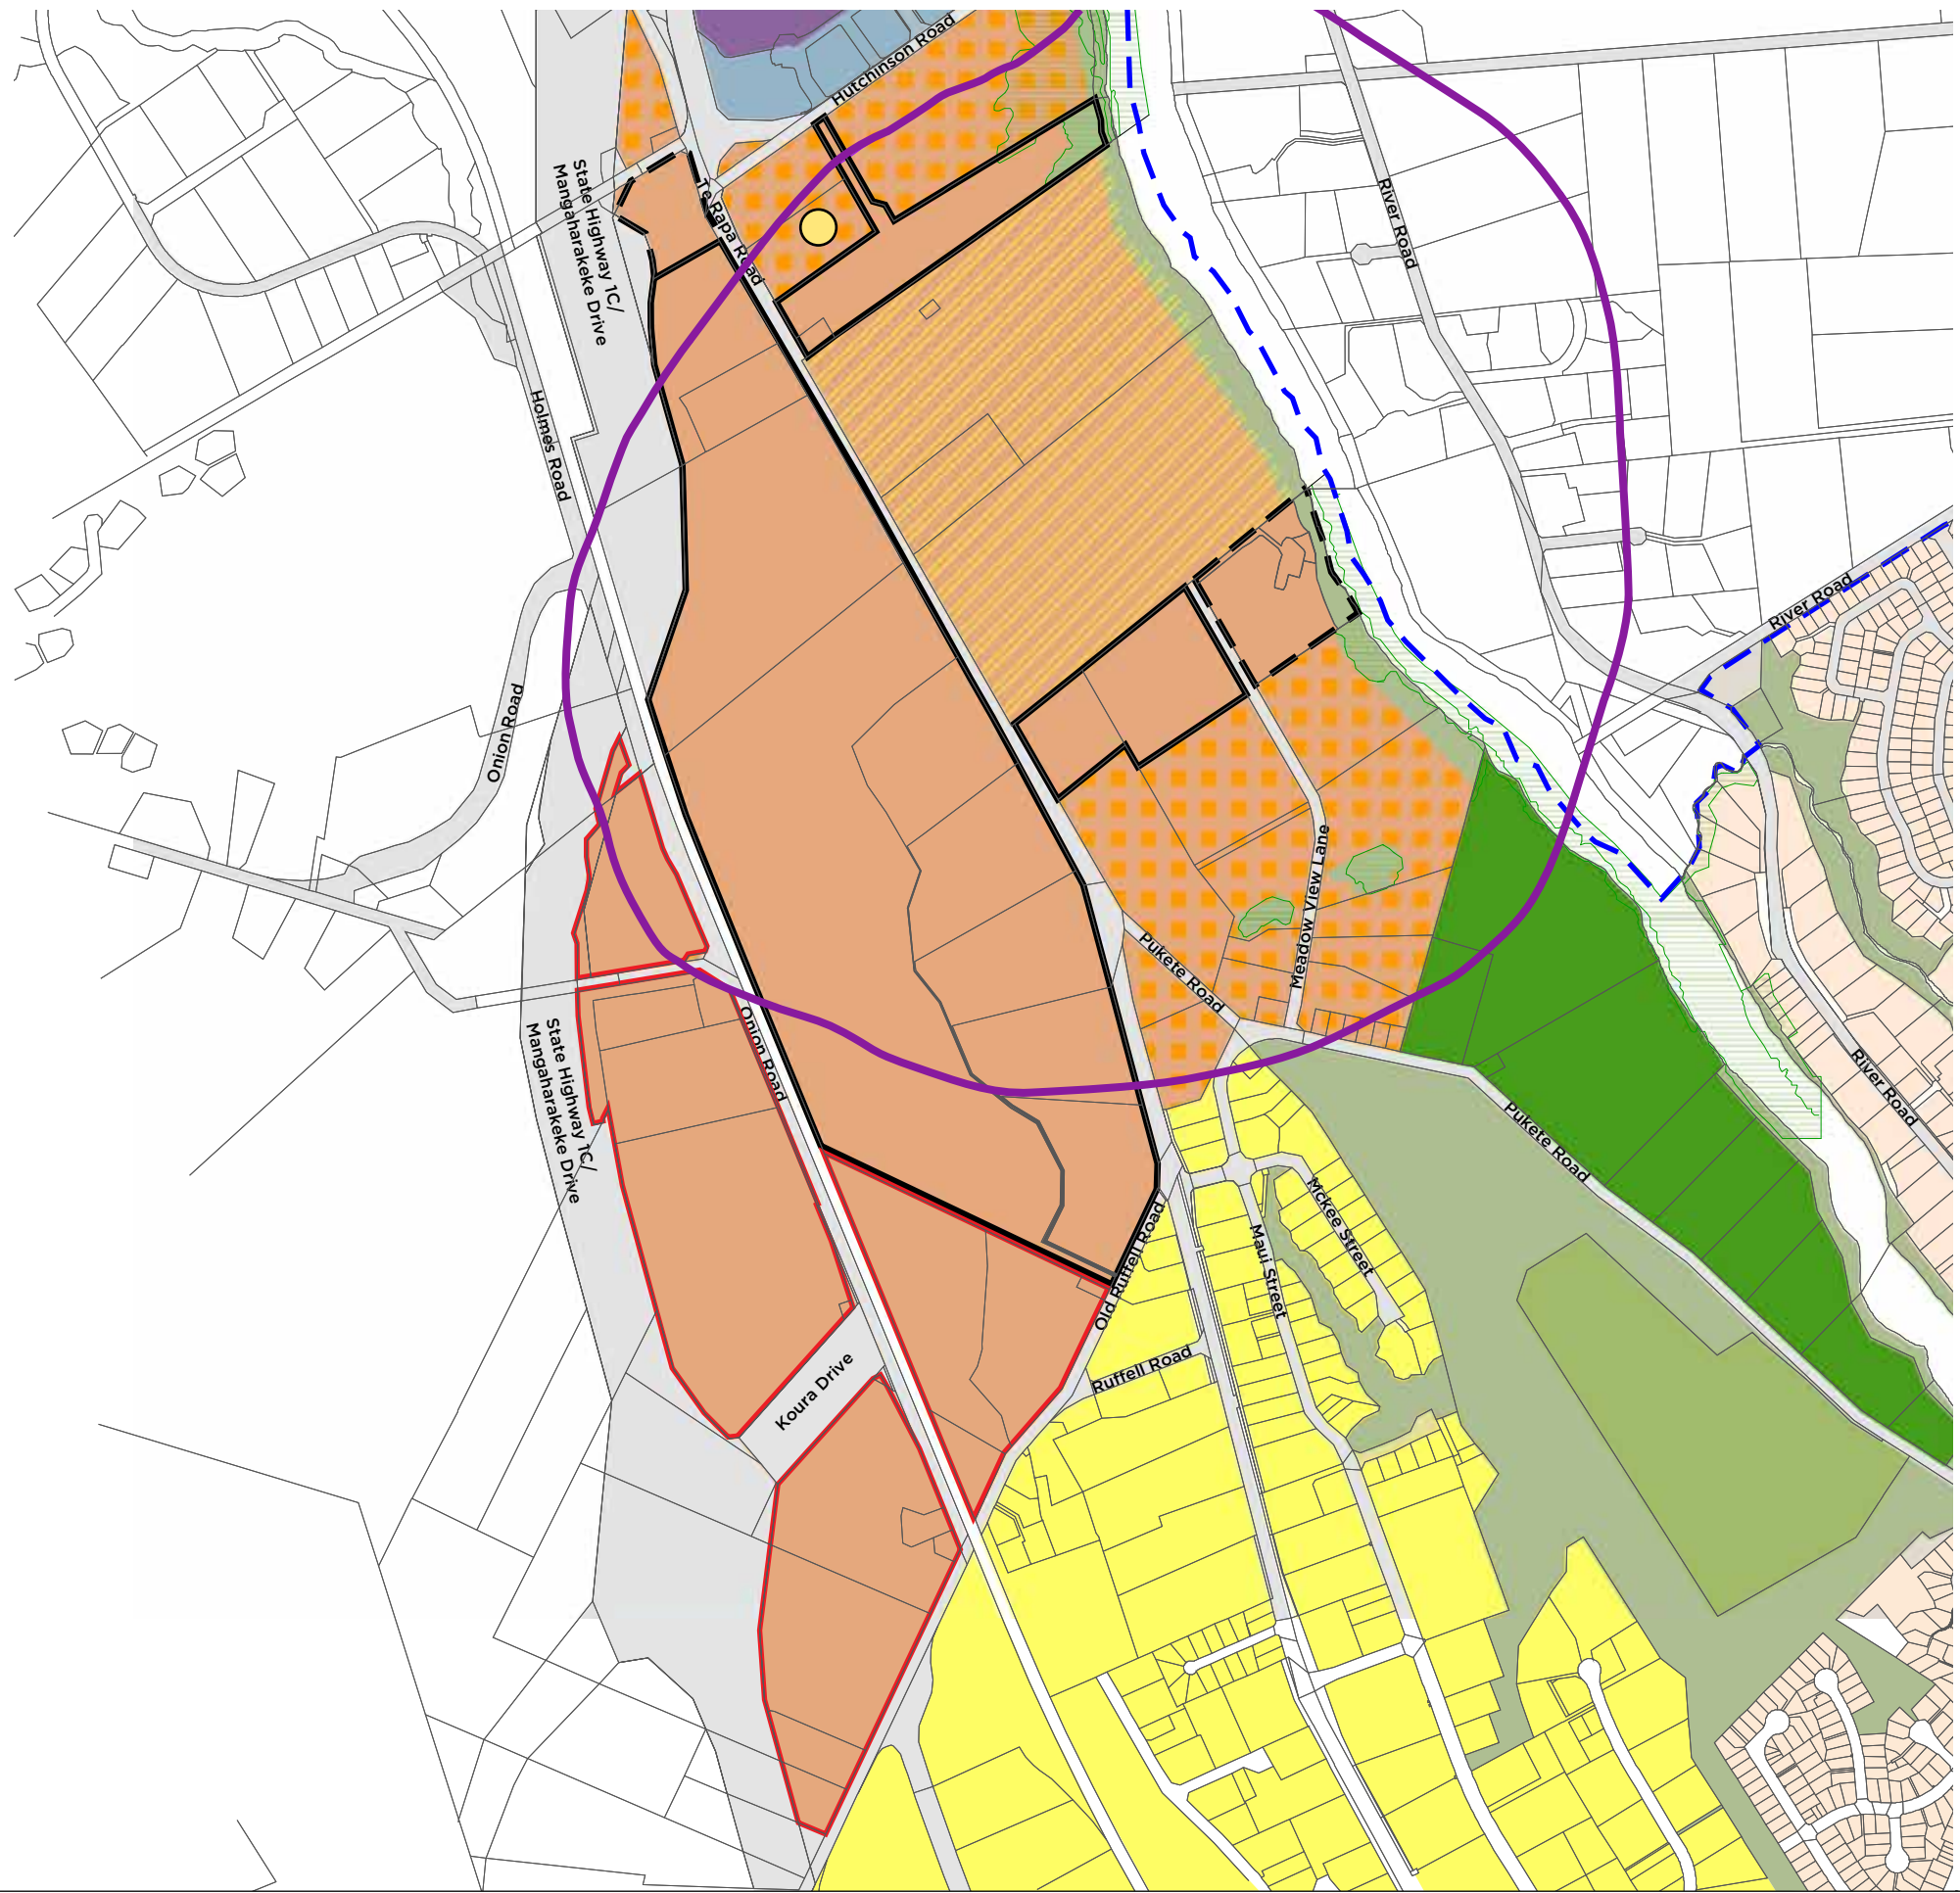 Hutchinson Road
State Highway 1C/
Mangaharakeke Drive
Te Rapa Road
River Road
Holmes Road
River Road
Onion Road
Meadow View Lane
Pukete Road
Onion Road
State Highway 1C/
Mangaharakeke Drive
River Road
Pukete Road
Mckee Street
Maui Street
Old Ruffell Road
Ruffell Road
Koura Drive